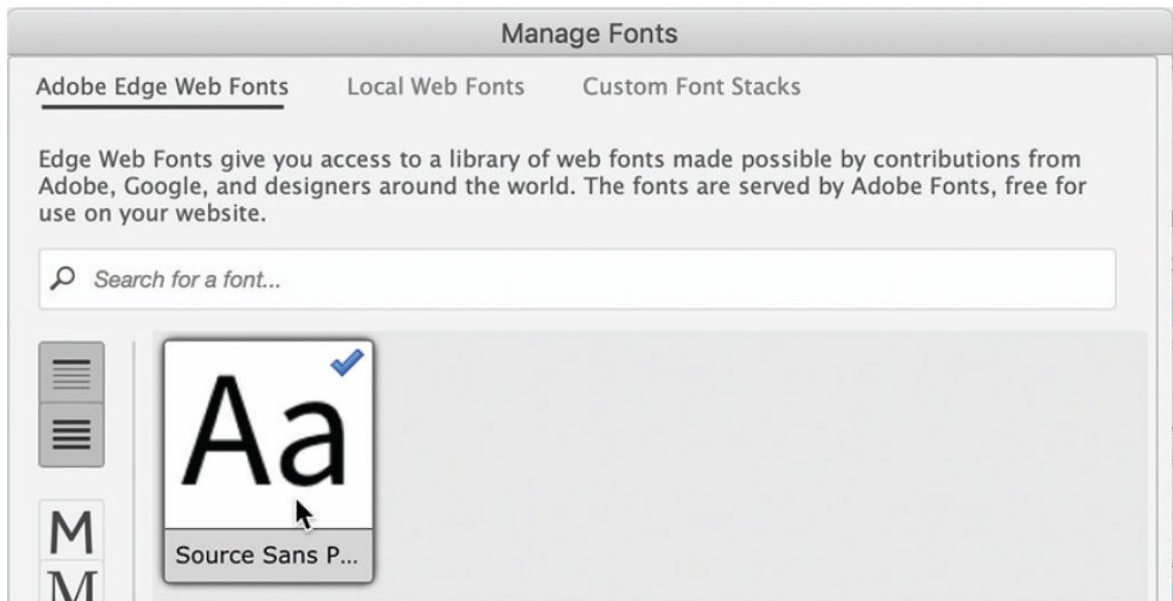 Manage Fonts
Adobe Edge Web Fonts Local Web Fonts Custom Font Stacks
Edge Web Fonts give you access to a library of web fonts made possible by contributions from
Adobe, Google, and designers around the world. The fonts are served by Adobe Fonts, free for
use on your website.
Search for a font...
Aa
M
Source Sans P...
M